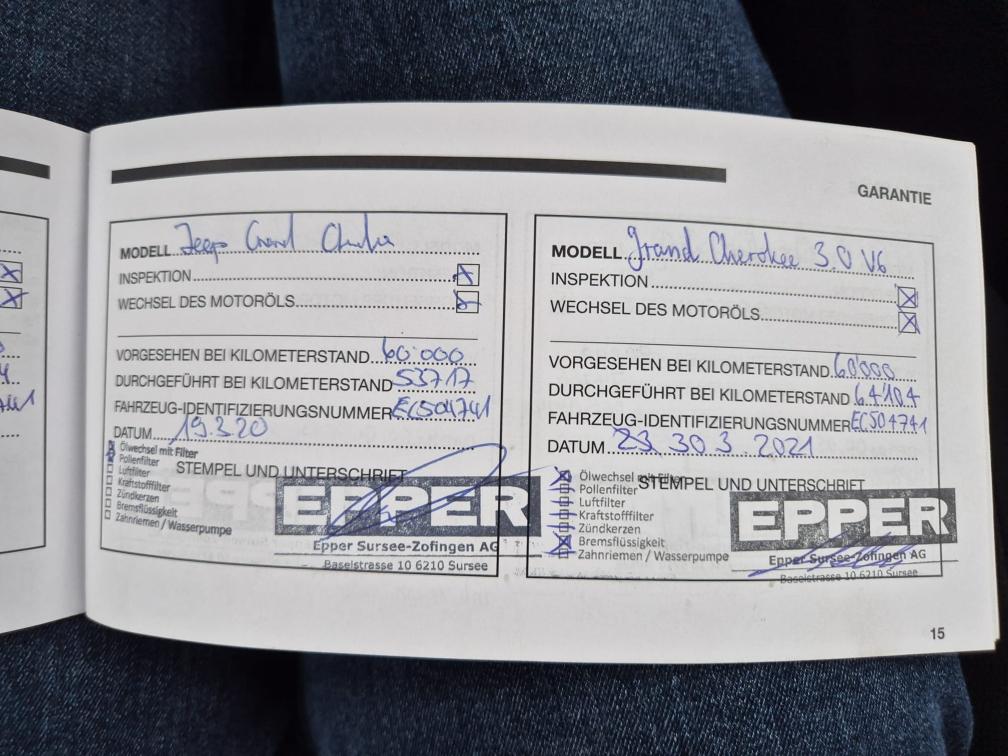 GARANTIE
MODELL Jeep Grand
INSPEKTION
WECHSEL DES MOTORÖLS
VORGESEHEN BEI KILOMETERSTAND 60'000
DURCHGEFÜHRT BEI KILOMETERSTAND 53717
FAHRZEUG-IDENTIFIZIERUNGSNUMMER EC504741
DATUM 19.3.20
Ölwechsel mit Filter
Pollenfilter
Luftfilter
Kraftstofffilter
Zündkerzen
Bremsflüssigkeit
Zahnriemen / Wasserpumpe
STEMPEL UND UNTERSCHRIFT
EPPER
Epper Sursee-Zofingen AG
Baselstrasse 10 6210 Sursee
MODELL Grand Cherokee 3.0 V6
INSPEKTION
WECHSEL DES MOTORÖLS
VORGESEHEN BEI KILOMETERSTAND 60'000
DURCHGEFÜHRT BEI KILOMETERSTAND 64'104
FAHRZEUG-IDENTIFIZIERUNGSNUMMER EC504741
DATUM 30.3.2021
Ölwechsel mit Filter
Pollenfilter
Luftfilter
Kraftstofffilter
Zündkerzen
Bremsflüssigkeit
Zahnriemen / Wasserpumpe
STEMPEL UND UNTERSCHRIFT
EPPER
Epper Sursee-Zofingen AG
Baselstrasse 10 6210 Sursee
15